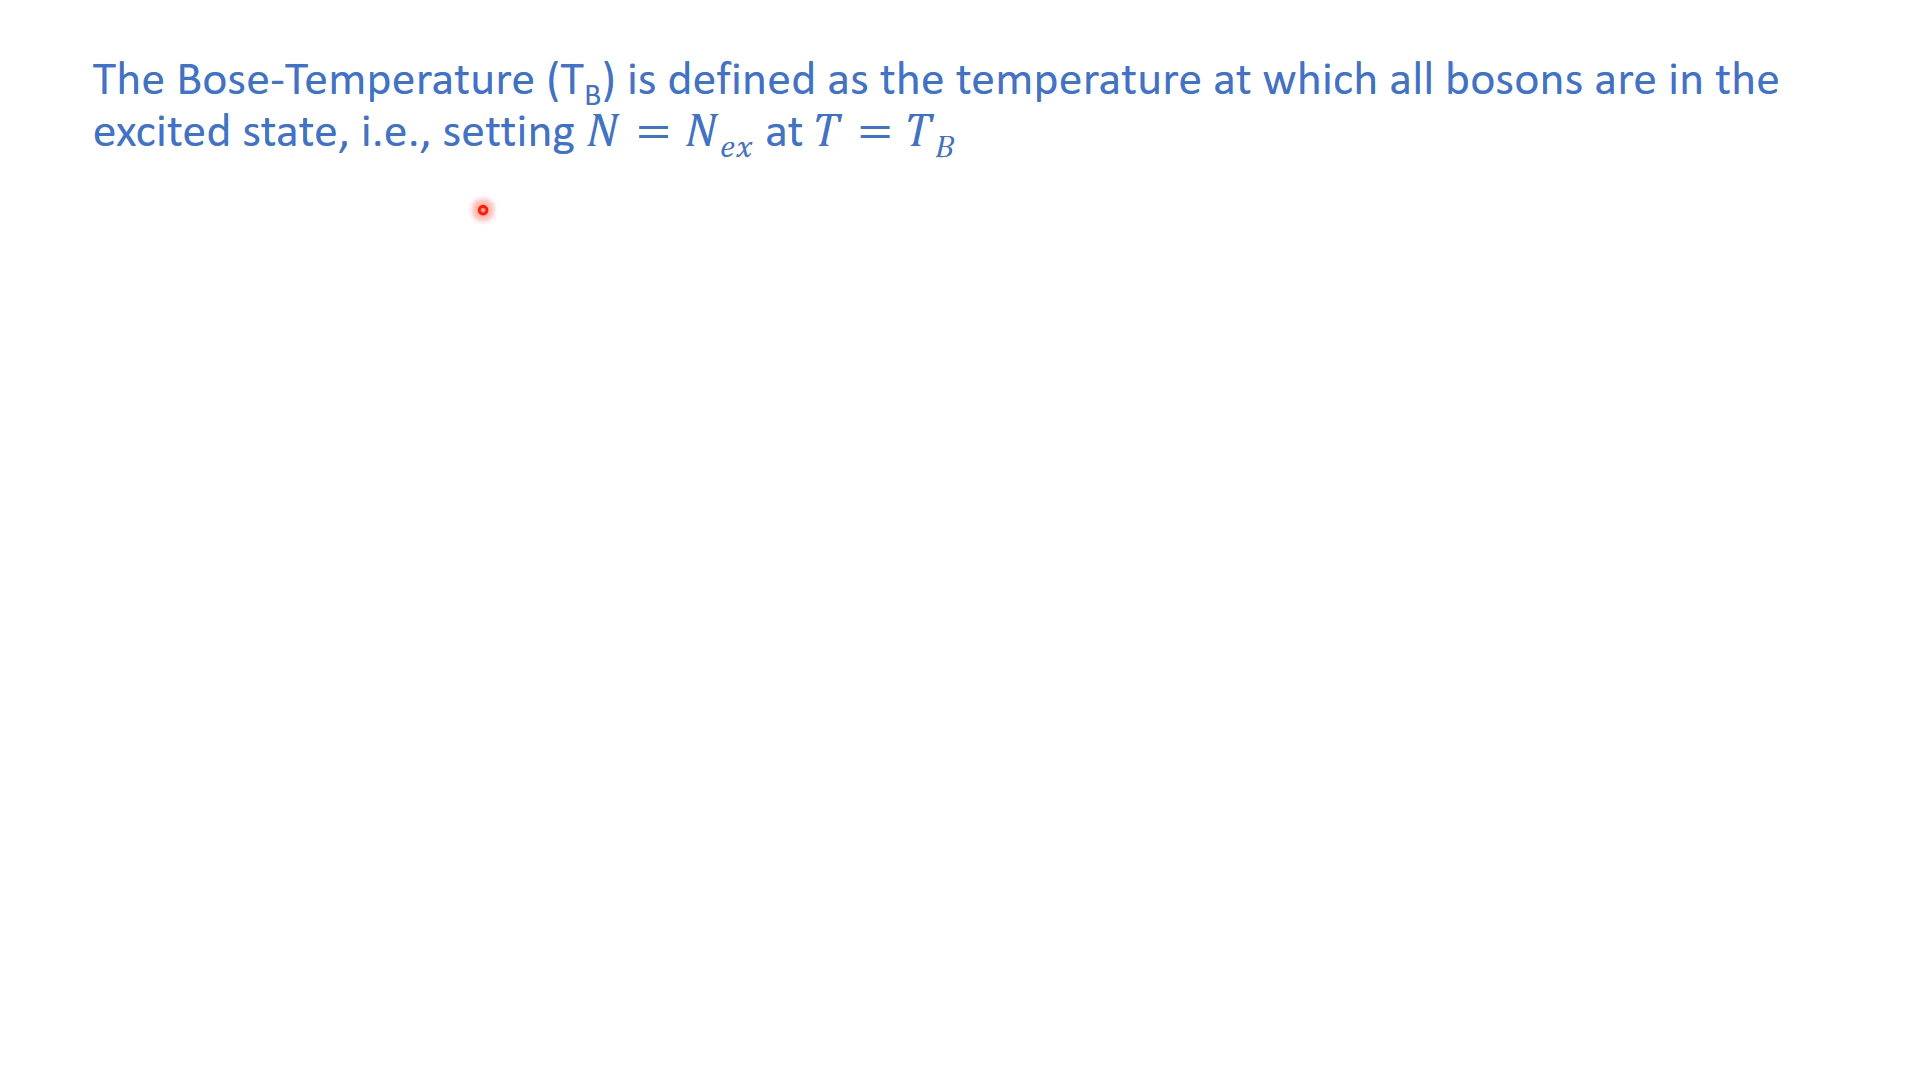 The Bose-Temperature (T_B) is defined as the temperature at which all bosons are in the
excited state, i.e., setting N = N_ex at T = T_B